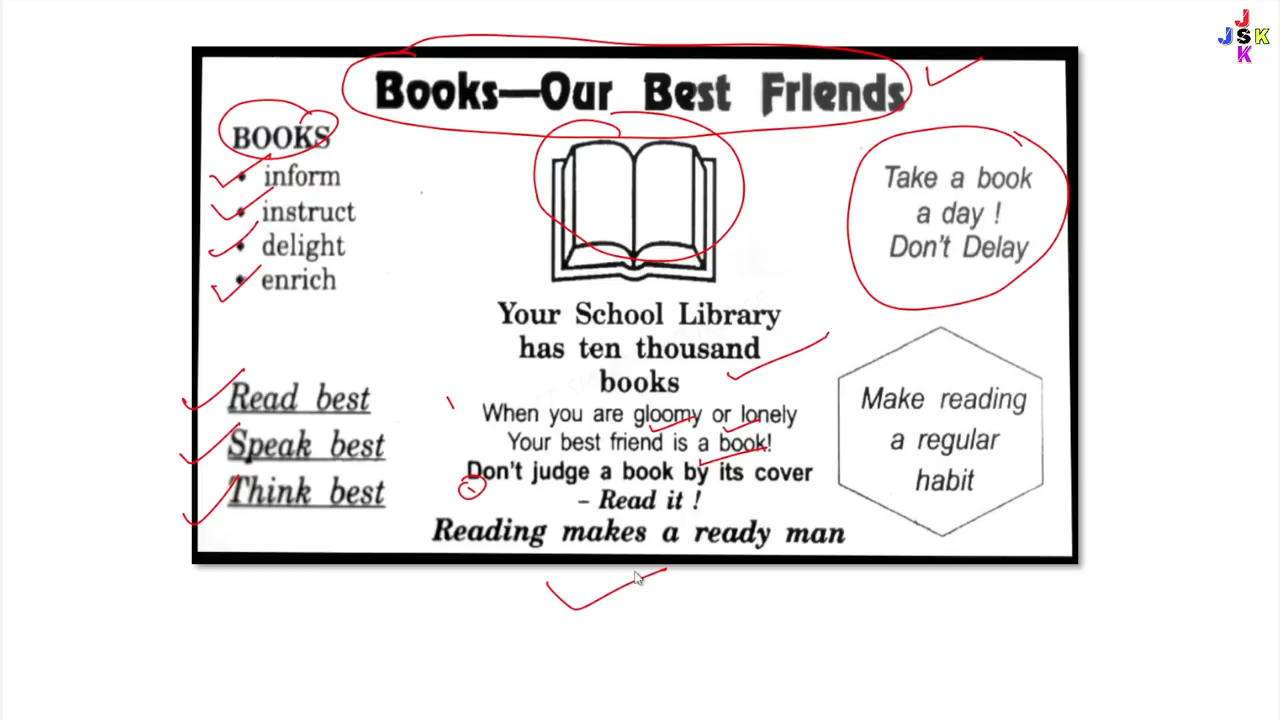 J
JSK
K
Books—Our Best Friends
BOOKS
• inform
• instruct
• delight
• enrich
Read best
Speak best
Think best
Your School Library
has ten thousand
books
When you are gloomy or lonely
Your best friend is a book!
Don't judge a book by its cover
– Read it !
Reading makes a ready man
Take a book
a day !
Don't Delay
Make reading
a regular
habit